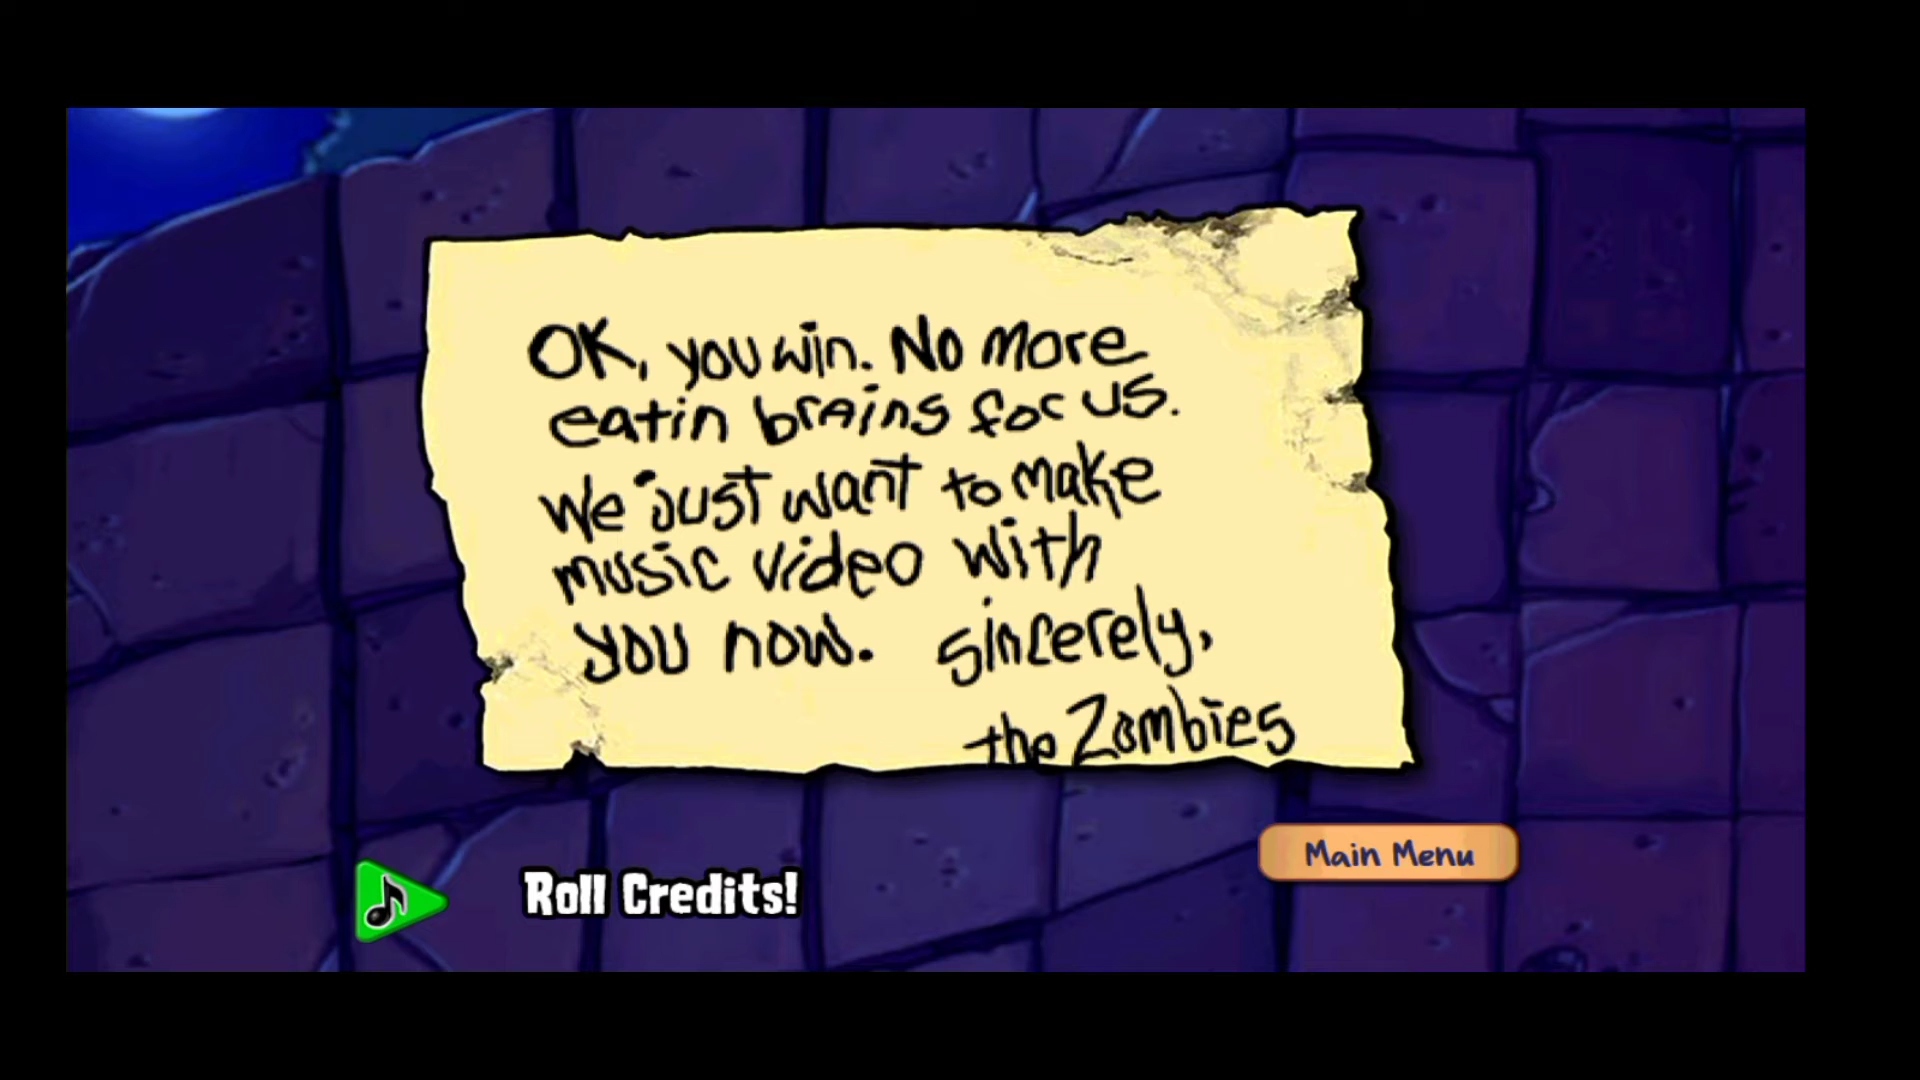 OK, you win. No more
eatin brains for us.
We just want to make
music video with
you now. sincerely,
the Zombies
Main Menu
Roll Credits!